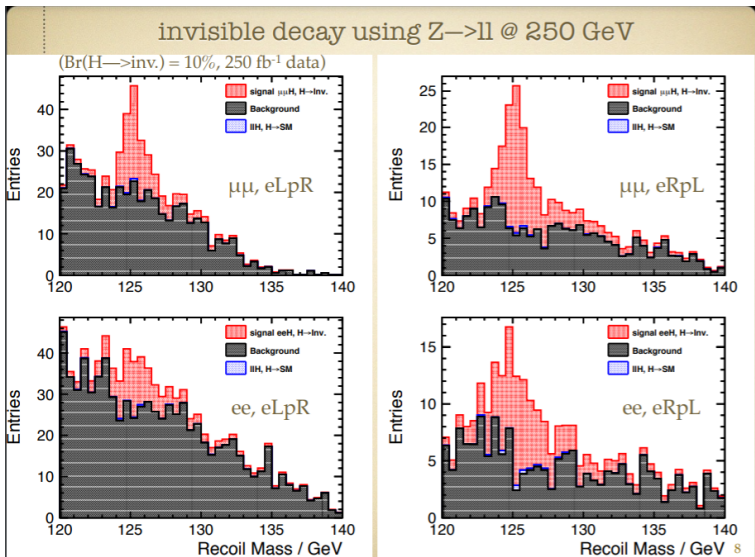 invisible decay using Z—>ll @ 250 GeV
(Br(H—>inv.) = 10%, 250 fb⁻¹ data)
Entries
40
30
20
10
0
signal μμH, H→Inv.
Background
llH, H→SM
μμ, eLpR
120 125 130 135 140
Entries
25
20
15
10
5
0
signal μμH, H→Inv.
Background
llH, H→SM
μμ, eRpL
120 125 130 135 140
Entries
40
30
20
10
0
signal eeH, H→Inv.
Background
llH, H→SM
ee, eLpR
120 125 130 135 140
Recoil Mass / GeV
Entries
15
10
5
0
signal eeH, H→Inv.
Background
llH, H→SM
ee, eRpL
120 125 130 135 140
Recoil Mass / GeV
8